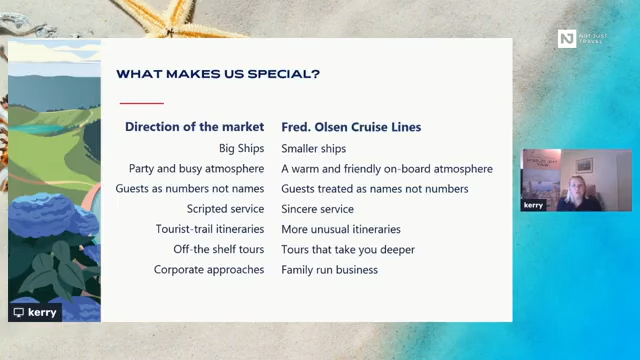 NOT JUST
TRAVEL
WHAT MAKES US SPECIAL?
Direction of the market Fred. Olsen Cruise Lines
Big Ships Smaller ships
Party and busy atmosphere A warm and friendly on-board atmosphere
Guests as numbers not names Guests treated as names not numbers
Scripted service Sincere service
Tourist-trail itineraries More unusual itineraries
Off-the shelf tours Tours that take you deeper
Corporate approaches Family run business
kerry
kerry